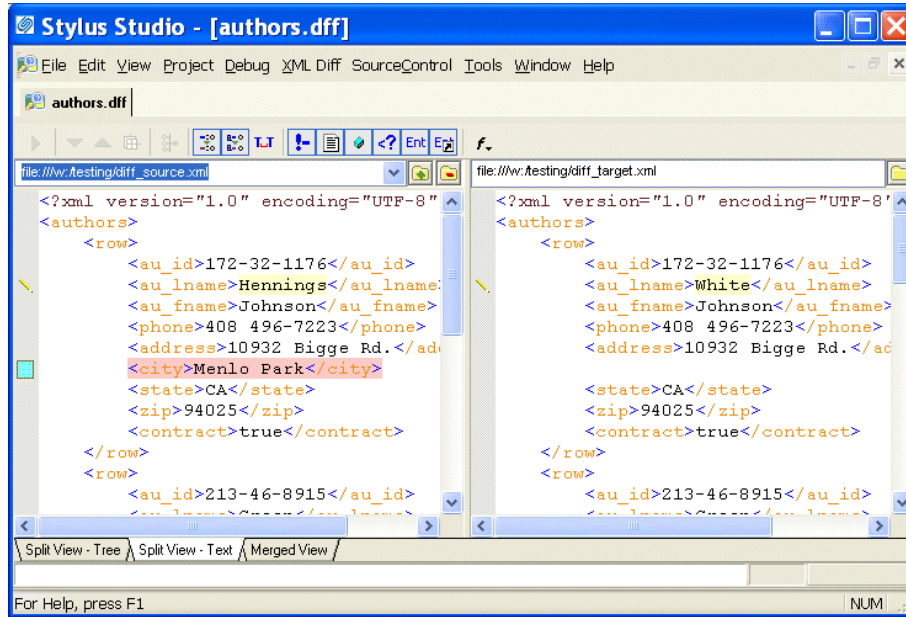 Stylus Studio - [authors.dff]
File Edit View Project Debug XML Diff SourceControl Tools Window Help
authors.dff
<? Ent Ent
file:///w:/testing/diff_source.xml
<?xml version="1.0" encoding="UTF-8"
<authors>
<row>
<au_id>172-32-1176</au_id>
<au_lname>Hennings</au_lname>
<au_fname>Johnson</au_fname>
<phone>408 496-7223</phone>
<address>10932 Bigge Rd.</ad
<city>Menlo Park</city>
<state>CA</state>
<zip>94025</zip>
<contract>true</contract>
</row>
<row>
<au_id>213-46-8915</au_id>
file:///w:/testing/diff_target.xml
<?xml version="1.0" encoding="UTF-8"
<authors>
<row>
<au_id>172-32-1176</au_id>
<au_lname>White</au_lname>
<au_fname>Johnson</au_fname>
<phone>408 496-7223</phone>
<address>10932 Bigge Rd.</ad
<state>CA</state>
<zip>94025</zip>
<contract>true</contract>
</row>
<row>
<au_id>213-46-8915</au_id>
Split View - Tree Split View - Text Merged View
For Help, press F1
NUM